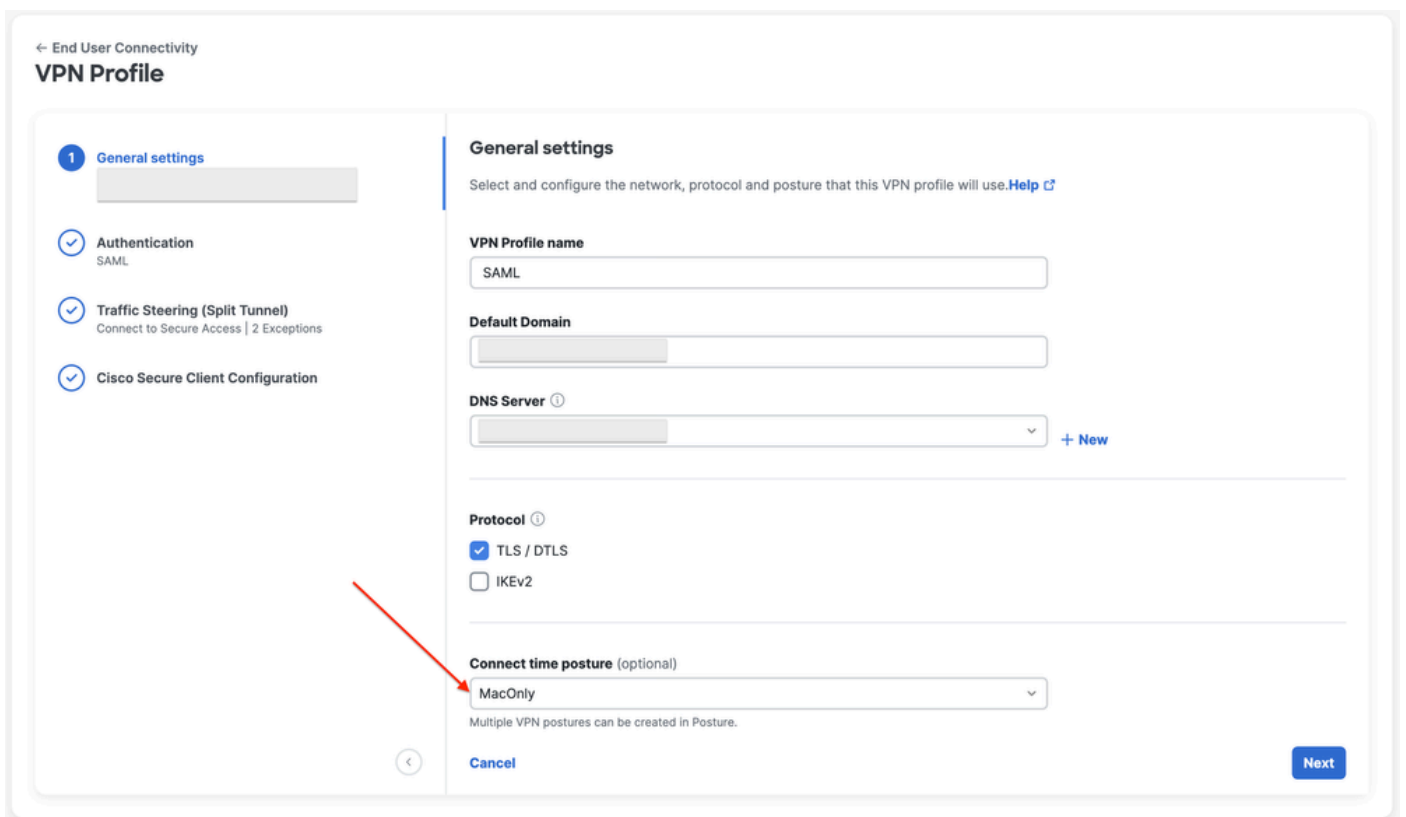 ← End User Connectivity
VPN Profile
1 General settings
Authentication
SAML
Traffic Steering (Split Tunnel)
Connect to Secure Access | 2 Exceptions
Cisco Secure Client Configuration
General settings
Select and configure the network, protocol and posture that this VPN profile will use.Help
VPN Profile name
SAML
Default Domain
DNS Server
+ New
Protocol
TLS / DTLS
IKEv2
Connect time posture (optional)
MacOnly
Multiple VPN postures can be created in Posture.
Cancel
Next